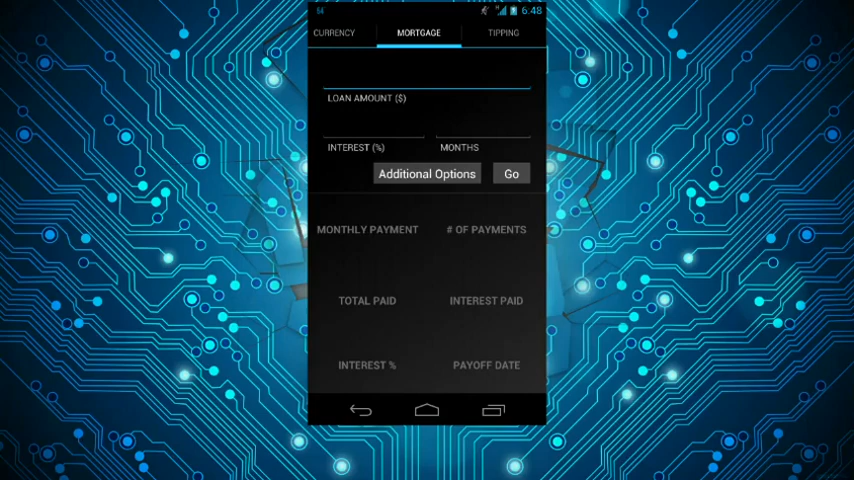 6:48
CURRENCY MORTGAGE TIPPING
LOAN AMOUNT ($)
INTEREST (%) MONTHS
Additional Options Go
MONTHLY PAYMENT # OF PAYMENTS
TOTAL PAID INTEREST PAID
INTEREST % PAYOFF DATE